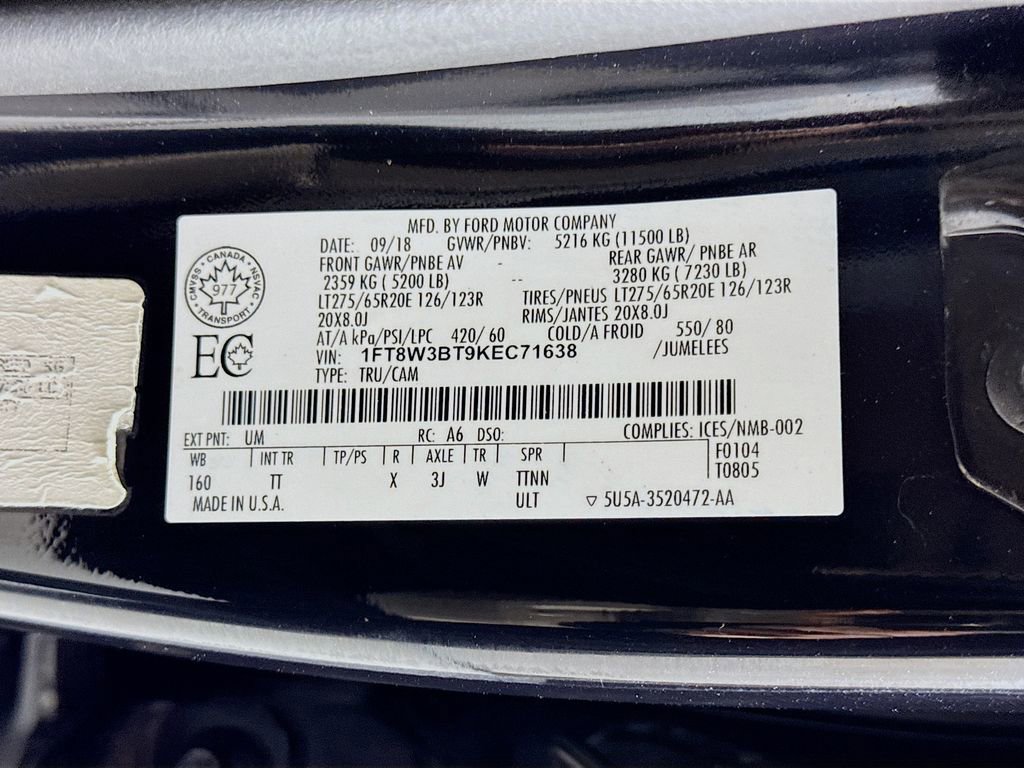 MFD. BY FORD MOTOR COMPANY
DATE: 09/18 GVWR/PNBV: 5216 KG (11500 LB)
FRONT GAWR/PNBE AV - REAR GAWR/ PNBE AR
2359 KG ( 5200 LB) -- 3280 KG ( 7230 LB)
LT275/65R20E 126/123R TIRES/PNEUS LT275/65R20E 126/123R
20X8.0J RIMS/JANTES 20X8.0J
AT/A kPa/PSI/LPC 420/ 60 COLD/A FROID 550/ 80
VIN: 1FT8W3BT9KEC71638 /JUMELEES
TYPE: TRU/CAM
CANADA
CMVSS NSVAC
977
TRANSPORT
EC
EXT PNT: UM RC: A6 DSO: COMPLIES: ICES/NMB-002
WB INT TR TP/PS R AXLE TR SPR F0104
160 TT X 3J W TTNN T0805
MADE IN U.S.A. ULT 5U5A-3520472-AA